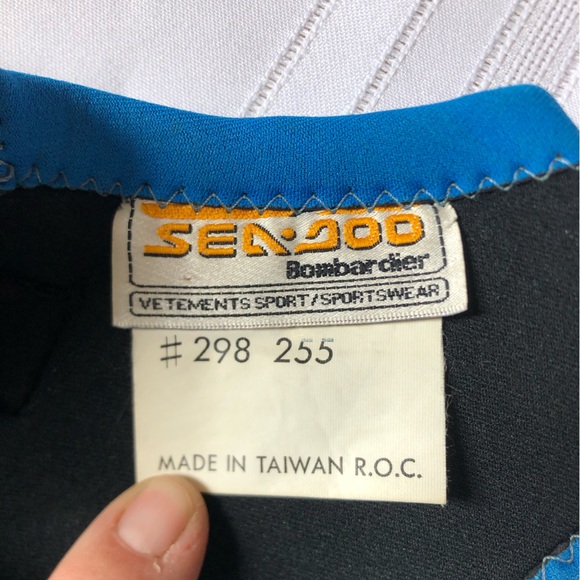 SEA·DOO
Bombardier
VETEMENTS SPORT/SPORTSWEAR
# 298 255
MADE IN TAIWAN R.O.C.